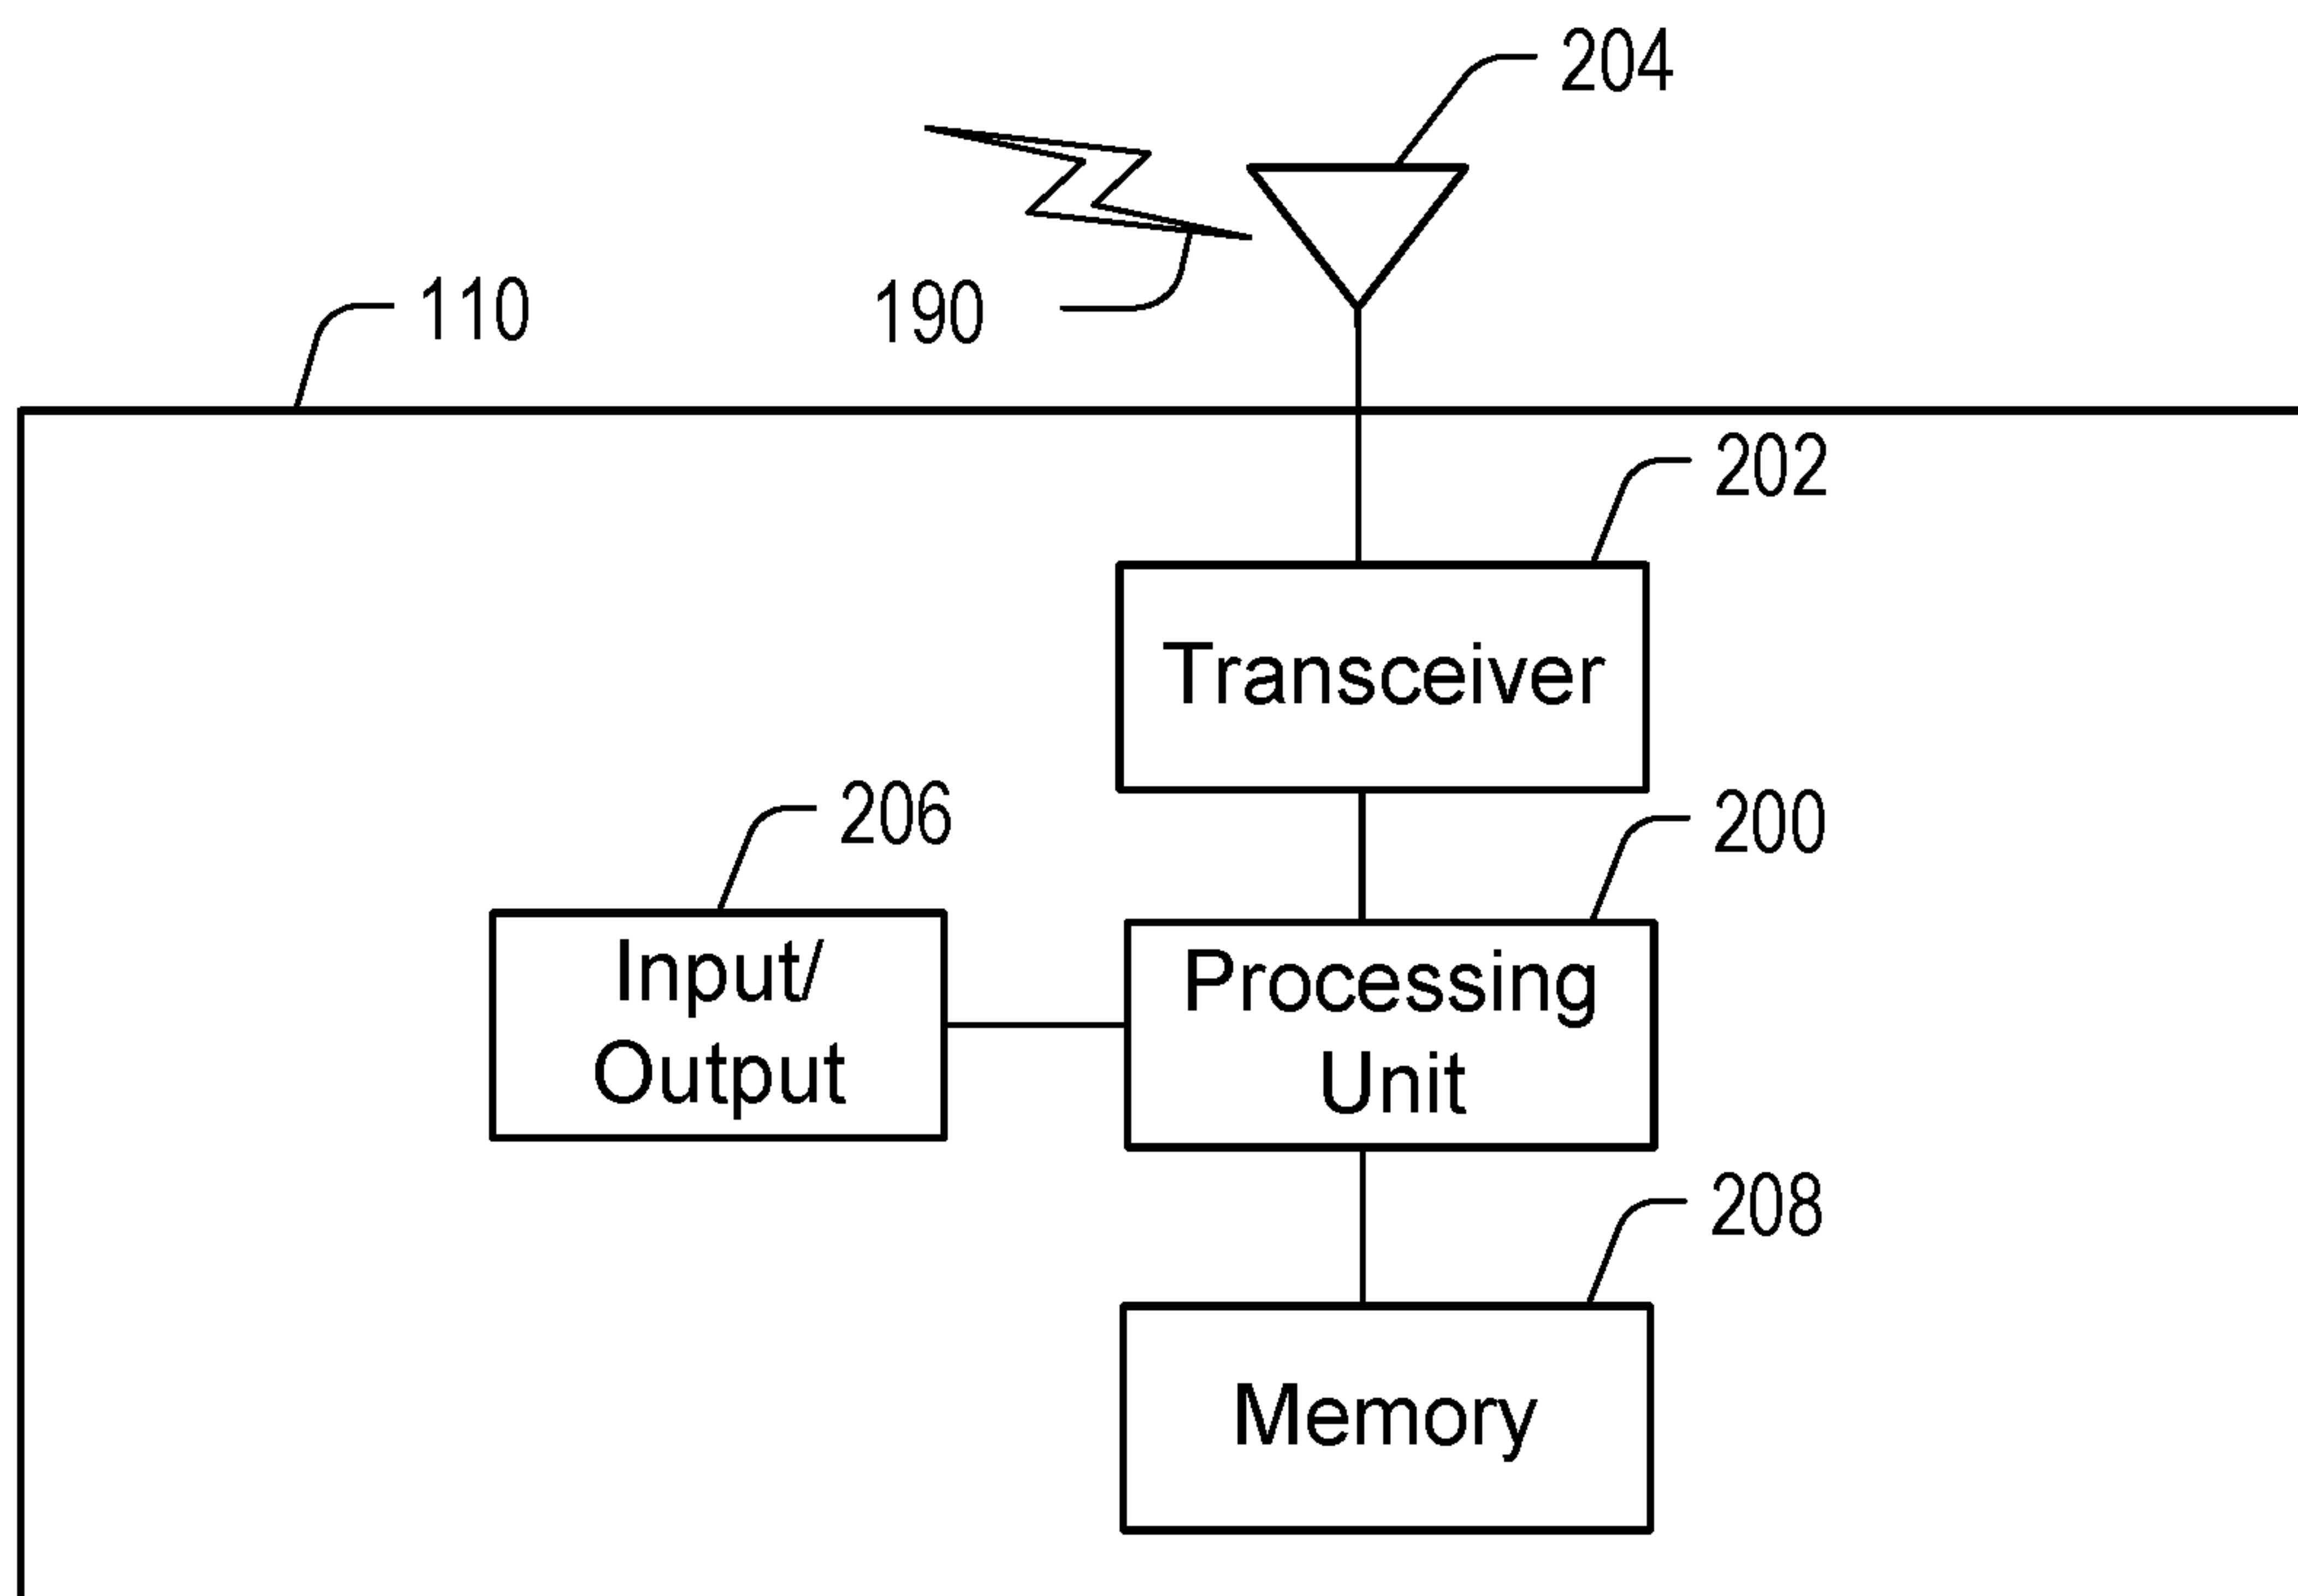 204
110
190
202
Transceiver
206
200
Input/
Output
Processing
Unit
208
Memory